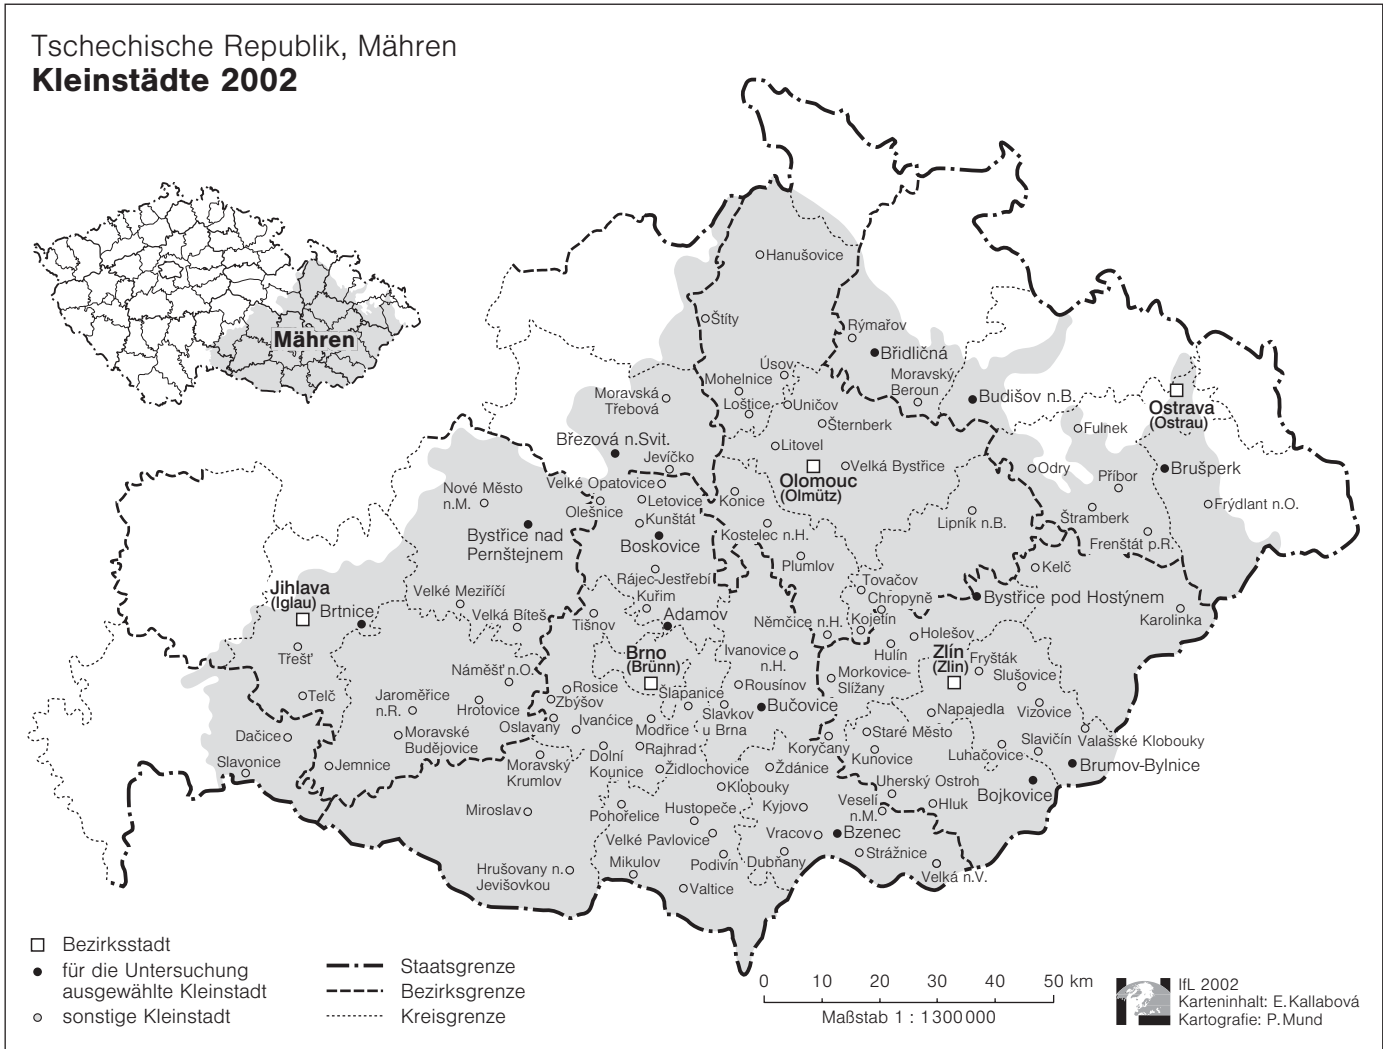 Tschechische Republik, Mähren
Kleinstädte 2002
Mähren
Hanušovice
Štíty
Rýmařov
Břidličná
Úsov
Moravský
Beroun
Mohelnice
Budišov n.B.
Moravská
Třebová
Loštice
Uničov
Ostrava
(Ostrau)
Šternberk
Fulnek
Březová n.Svit.
Litovel
Jevíčko
Velká Bystřice
Odry
Brušperk
Olomouc
(Olmütz)
Příbor
Velké Opatovice
Nové Město
n.M.
Letovice
Konice
Olešnice
Frýdlant n.O.
Kunštát
Lipník n.B.
Štramberk
Bystřice nad
Pernštejnem
Boskovice
Kostelec n.H.
Frenštát p.R.
Plumlov
Kelč
Rájec-Jestřebí
Tovačov
Jihlava
(Iglau)
Velké Meziříčí
Kuřim
Chropyně
Bystřice pod Hostýnem
Brtnice
Velká Bíteš
Tišnov
Adamov
Němčice n.H.
Kojetín
Karolinka
Holešov
Třešť
Brno
(Brünn)
Ivanovice
n.H.
Hulín
Zlín
(Zlin)
Fryšták
Náměšť n.O.
Morkovice-
Slížany
Slušovice
Telč
Jaroměřice
n.R.
Hrotovice
Rosice
Zbýšov
Šlapanice
Rousínov
Bučovice
Napajedla
Vizovice
Oslavany
Ivančice
Modřice
Slavkov
u Brna
Dačice
Moravské
Budějovice
Staré Město
Slavičín
Valašské Klobouky
Rajhrad
Koryčany
Kunovice
Luhačovice
Slavonice
Jemnice
Moravský
Krumlov
Dolní
Kounice
Židlochovice
Ždánice
Brumov-Bylnice
Klobouky
Uherský Ostroh
Bojkovice
Miroslav
Pohořelice
Hustopeče
Kyjov
Veselí
n.M.
Hluk
Velké Pavlovice
Vracov
Bzenec
Hrušovany n.
Jevišovkou
Mikulov
Podivín
Dubňany
Strážnice
Valtice
Velká n.V.
Bezirksstadt
für die Untersuchung
ausgewählte Kleinstadt
sonstige Kleinstadt
Staatsgrenze
Bezirksgrenze
Kreisgrenze
0 10 20 30 40 50 km
Maßstab 1 : 1300000
IfL 2002
Karteninhalt: E.Kallabová
Kartografie: P.Mund